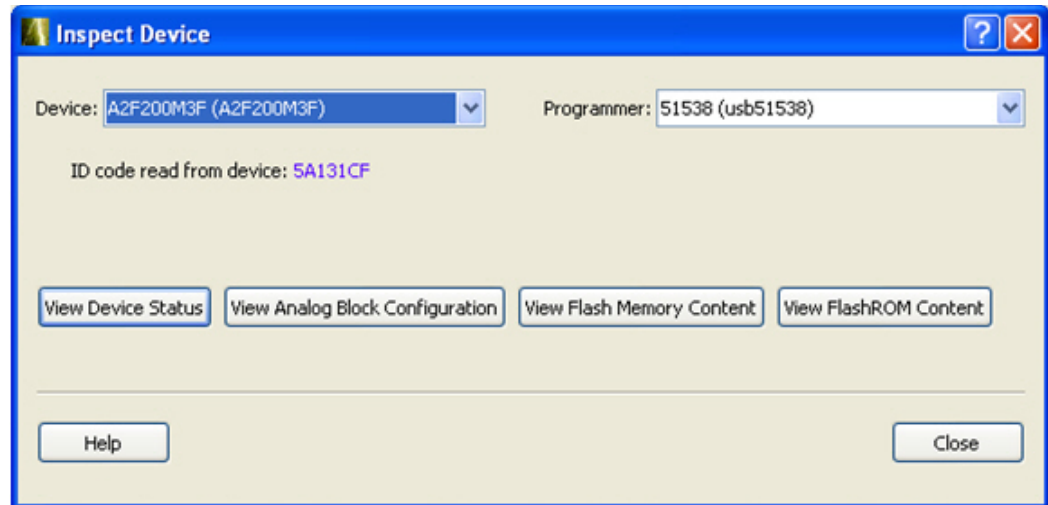 Inspect Device
Device: A2F200M3F (A2F200M3F) Programmer: 51538 (usb51538)
ID code read from device: 5A131CF
View Device Status View Analog Block Configuration View Flash Memory Content View FlashROM Content
Help Close